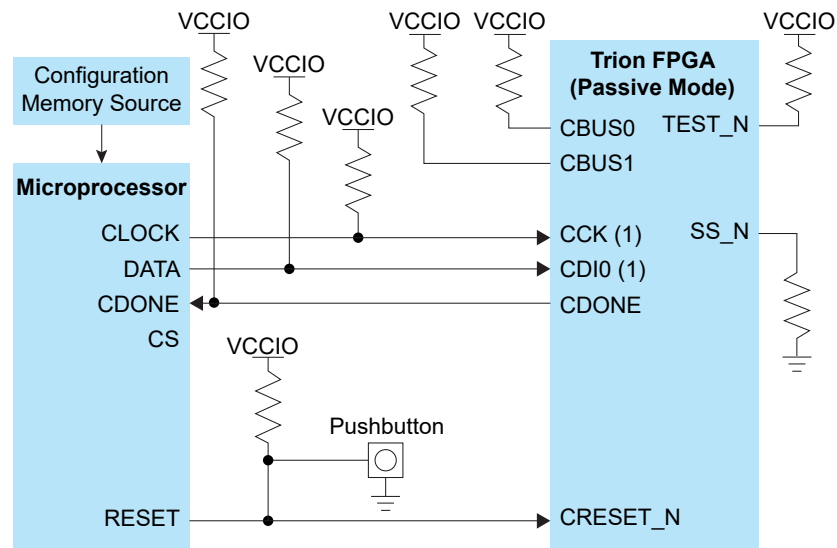 VCCIO
VCCIO
VCCIO
VCCIO
VCCIO
VCCIO
Configuration
Memory Source
Trion FPGA
(Passive Mode)
CBUS0
TEST_N
CBUS1
Microprocessor
CLOCK
CCK (1)
SS_N
DATA
CDI0 (1)
CDONE
CDONE
CS
VCCIO
Pushbutton
RESET
CRESET_N